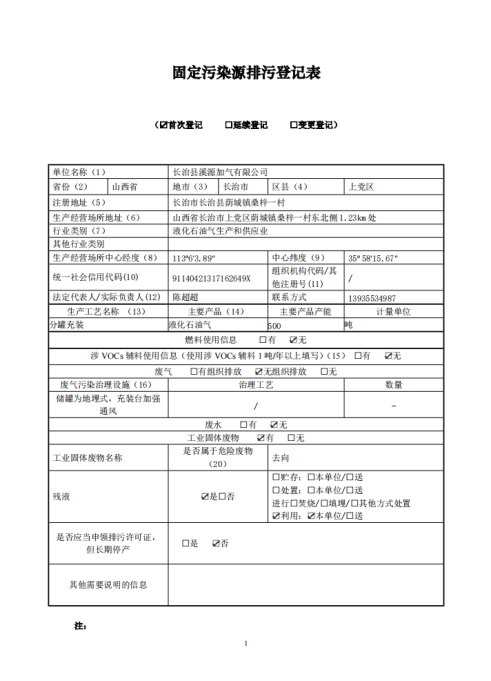 固定污染源排污登记表
（☑首次登记 □延续登记 □变更登记）
单位名称（1） 长治县溪源加气有限公司
省份（2） 山西省 地市（3） 长治市 区县（4） 上党区
注册地址（5） 长治市长治县荫城镇桑梓一村
生产经营场所地址（6） 山西省长治市上党区荫城镇桑梓一村东北侧1.23km处
行业类别（7） 液化石油气生产和供应业
其他行业类别
生产经营场所中心经度（8） 113°6′3.89″ 中心纬度（9） 35°58′15.67″
统一社会信用代码(10) 91140421317162649X 组织机构代码/其他注册号(11) /
法定代表人/实际负责人(12) 陈超超 联系方式 13935534987
生产工艺名称（13） 主要产品（14） 主要产品产能 计量单位
分罐充装 液化石油气 500 吨
燃料使用信息 □有 ☑无
涉VOCs辅料使用信息（使用涉VOCs辅料1吨/年以上填写）（15） □有 ☑无
废气 □有组织排放 ☑无组织排放 □无
废气污染治理设施（16） 治理工艺 数量
储罐为地埋式，充装台加强通风 / -
废水 □有 ☑无
工业固体废物 ☑有 □无
工业固体废物名称 是否属于危险废物（20） 去向
残液 ☑是□否
□贮存：□本单位/□送
□处置：□本单位/□送
进行□焚烧/□填埋/□其他方式处置
☑利用：☑本单位/□送
是否应当申领排污许可证，但长期停产 □是 ☑否
其他需要说明的信息
注：
1